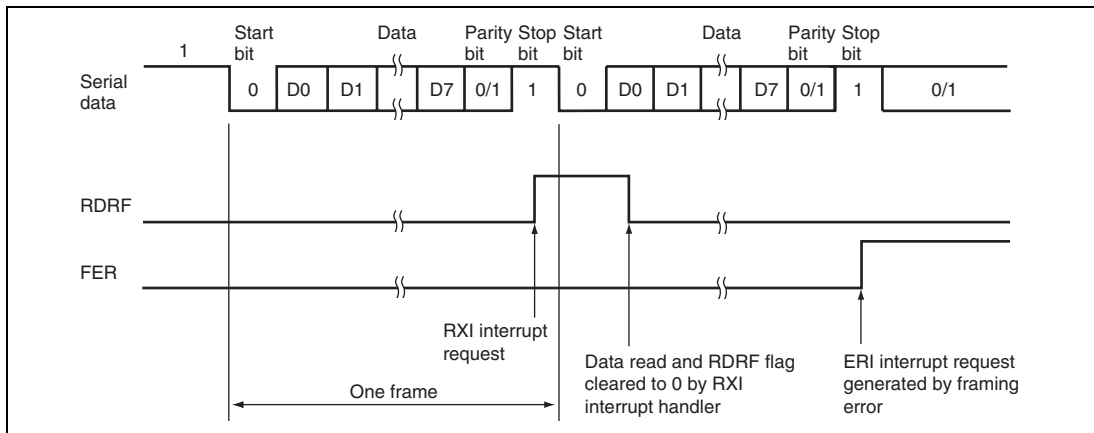 Start bit Data Parity bit Stop bit Start bit Data Parity bit Stop bit
1
Serial data
0 D0 D1 D7 0/1 1 0 D0 D1 D7 0/1 1 0/1
RDRF
FER
RXI interrupt
request
Data read and RDRF flag
cleared to 0 by RXI
interrupt handler
ERI interrupt request
generated by framing
error
One frame